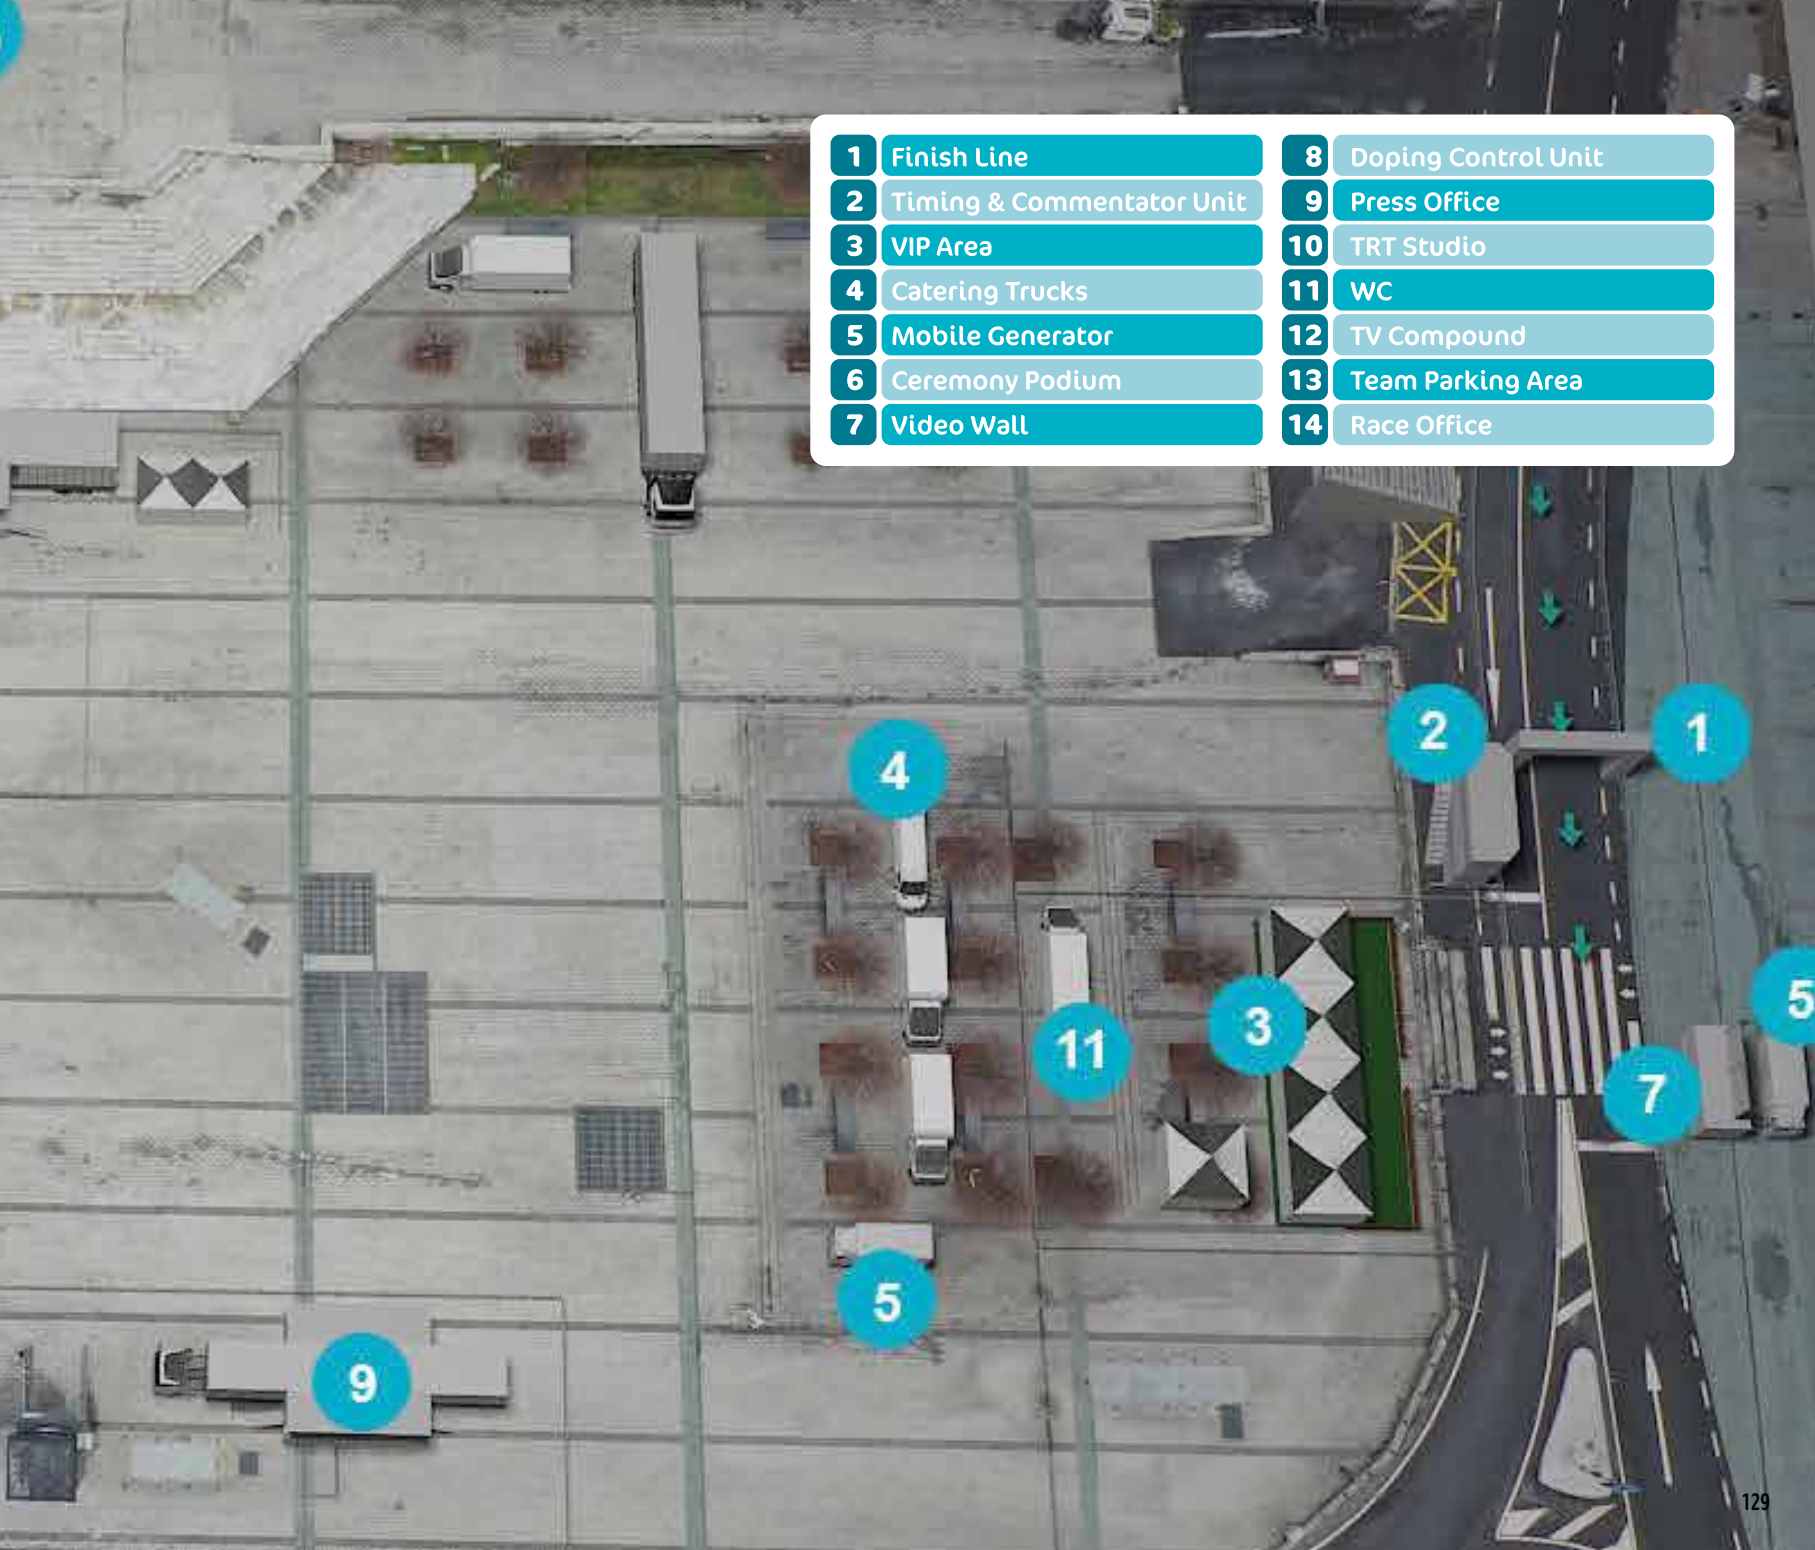 1 Finish Line
2 Timing & Commentator Unit
3 VIP Area
4 Catering Trucks
5 Mobile Generator
6 Ceremony Podium
7 Video Wall
8 Doping Control Unit
9 Press Office
10 TRT Studio
11 WC
12 TV Compound
13 Team Parking Area
14 Race Office
2
1
4
5
3
11
7
5
9
129